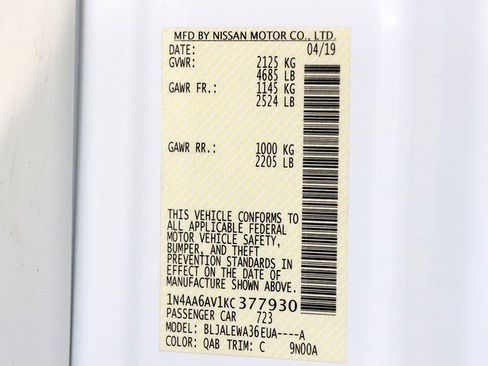 MFD BY NISSAN MOTOR CO., LTD.
DATE: 04/19
GVWR: 2125 KG
4685 LB
GAWR FR.: 1145 KG
2524 LB
GAWR RR.: 1000 KG
2205 LB
THIS VEHICLE CONFORMS TO
ALL APPLICABLE FEDERAL
MOTOR VEHICLE SAFETY,
BUMPER, AND THEFT
PREVENTION STANDARDS IN
EFFECT ON THE DATE OF
MANUFACTURE SHOWN ABOVE.
1N4AA6AV1KC377930
PASSENGER CAR 723
MODEL: BLJALEWA36EUA----A
COLOR: QAB TRIM: C 9N00A